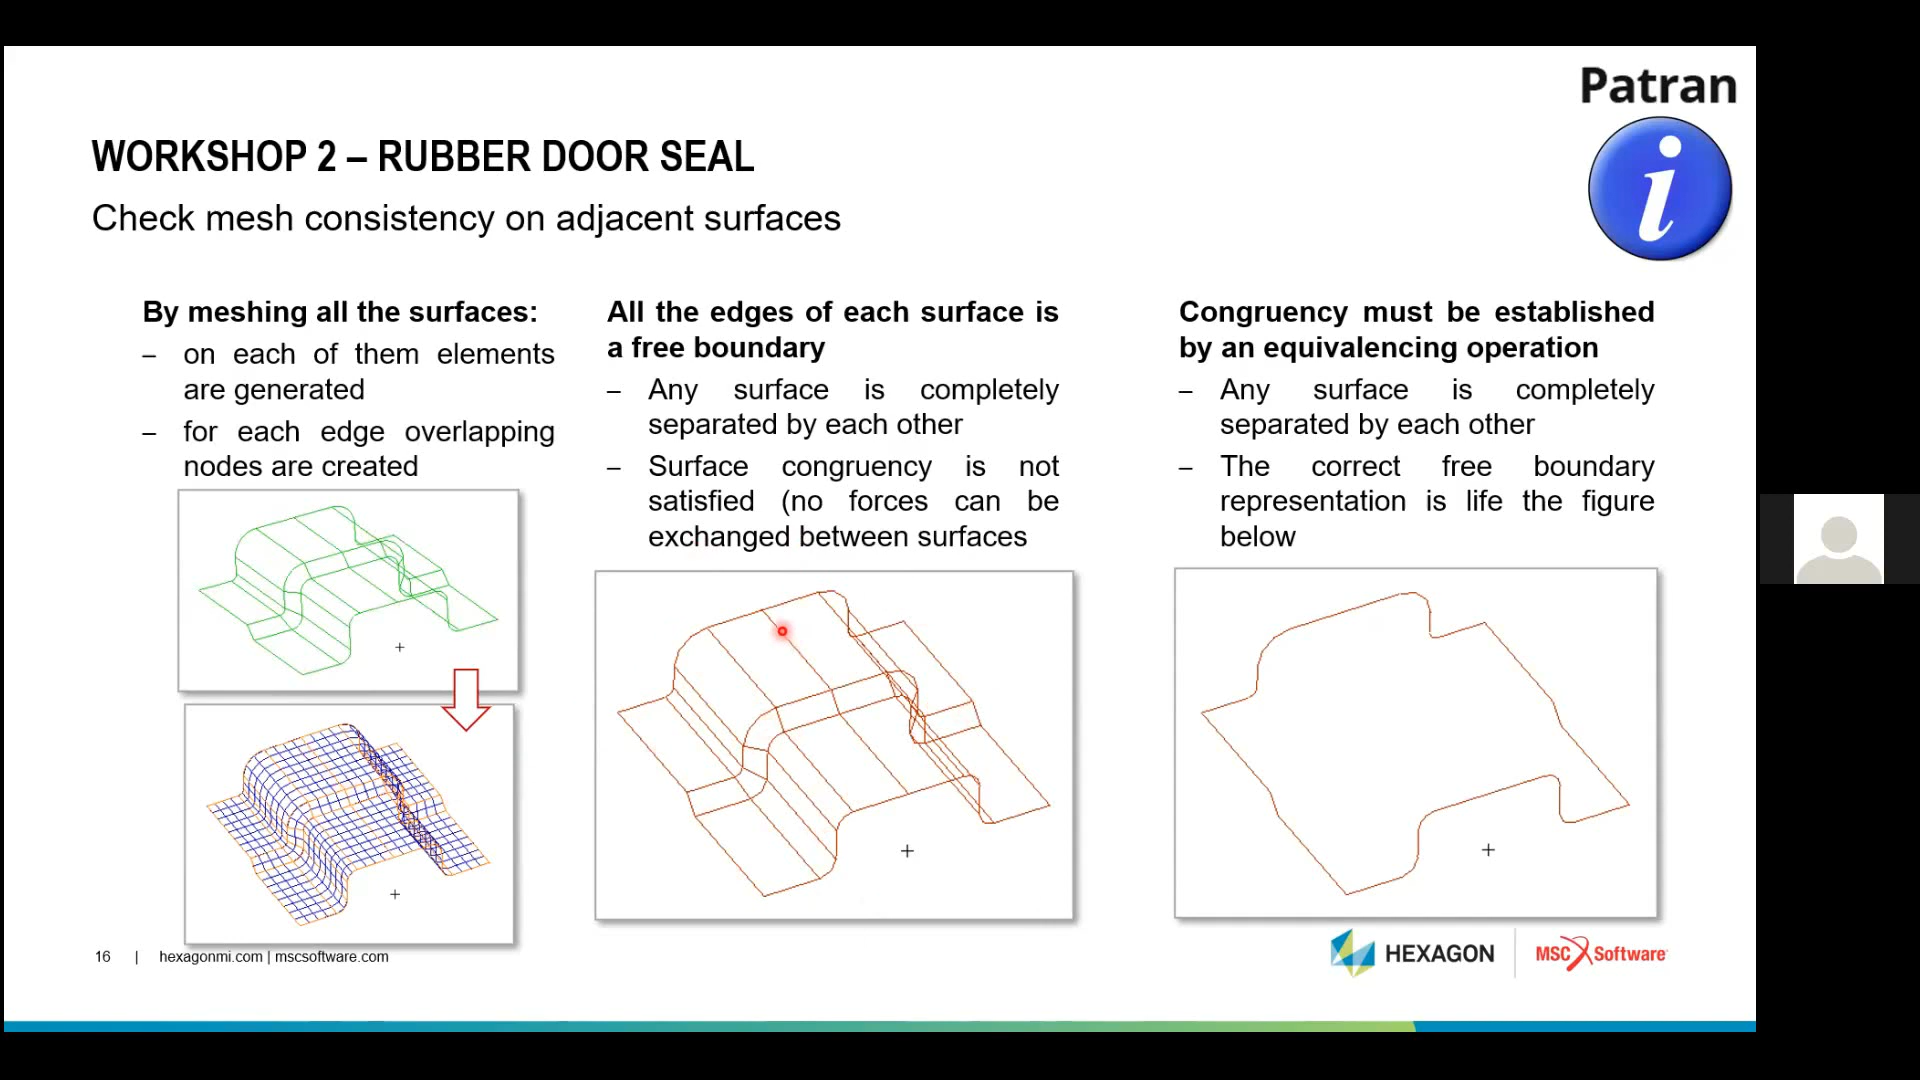 Patran
i
WORKSHOP 2 – RUBBER DOOR SEAL
Check mesh consistency on adjacent surfaces
By meshing all the surfaces:
– on each of them elements
are generated
– for each edge overlapping
nodes are created
All the edges of each surface is
a free boundary
– Any surface is completely
separated by each other
– Surface congruency is not
satisfied (no forces can be
exchanged between surfaces
Congruency must be established
by an equivalencing operation
– Any surface is completely
separated by each other
– The correct free boundary
representation is life the figure
below
16 | hexagonmi.com | mscsoftware.com
HEXAGON
MSC Software